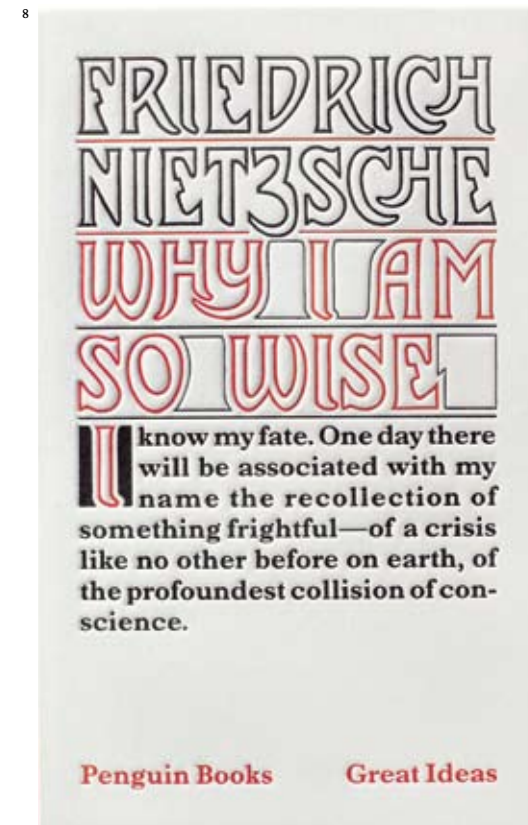 8
FRIEDRICH
NIETZSCHE
WHY I AM
SO WISE
I know my fate. One day there
will be associated with my
name the recollection of
something frightful—of a crisis
like no other before on earth, of
the profoundest collision of con-
science.
Penguin Books Great Ideas